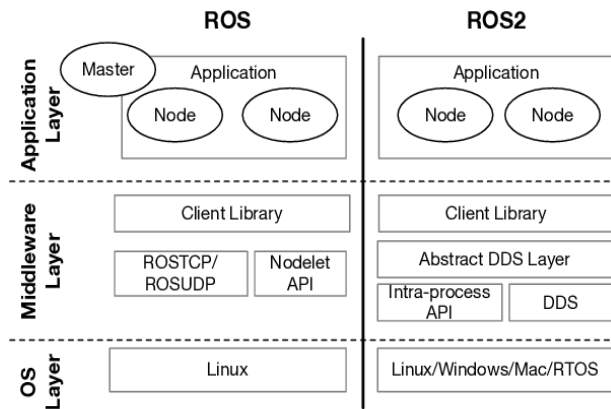 ROS
ROS2
Application
Layer
Master
Application
Node
Node
Application
Node
Node
Middleware
Layer
Client Library
ROSTCP/
ROSUDP
Nodelet
API
Client Library
Abstract DDS Layer
Intra-process
API
DDS
OS
Layer
Linux
Linux/Windows/Mac/RTOS